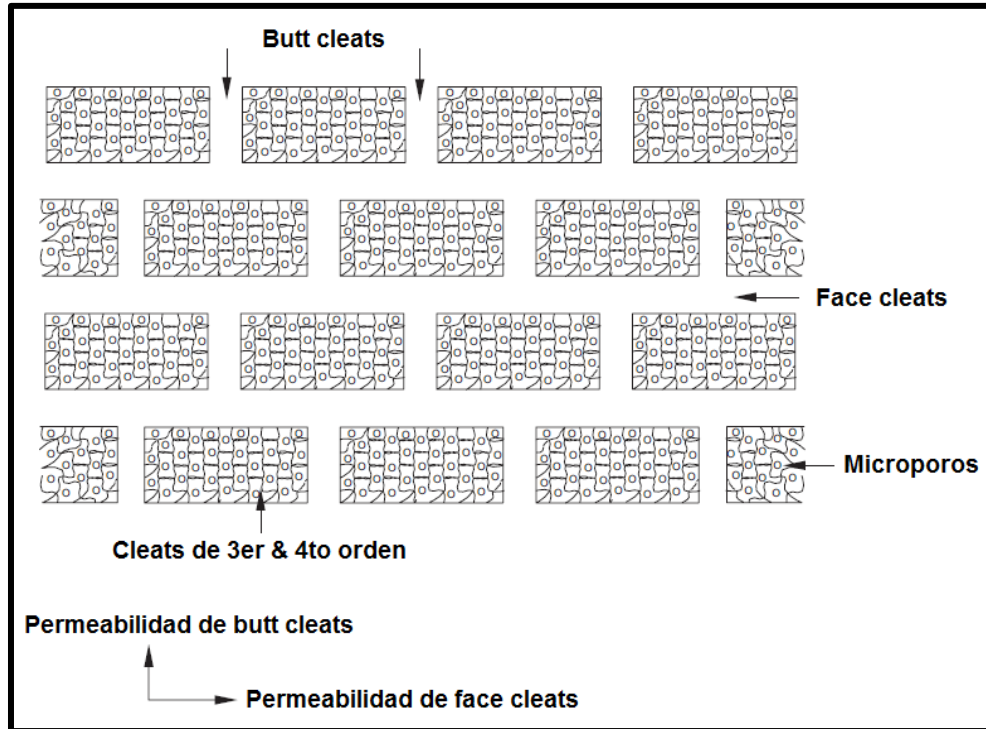 Butt cleats
Face cleats
Microporos
Cleats de 3er & 4to orden
Permeabilidad de butt cleats
Permeabilidad de face cleats